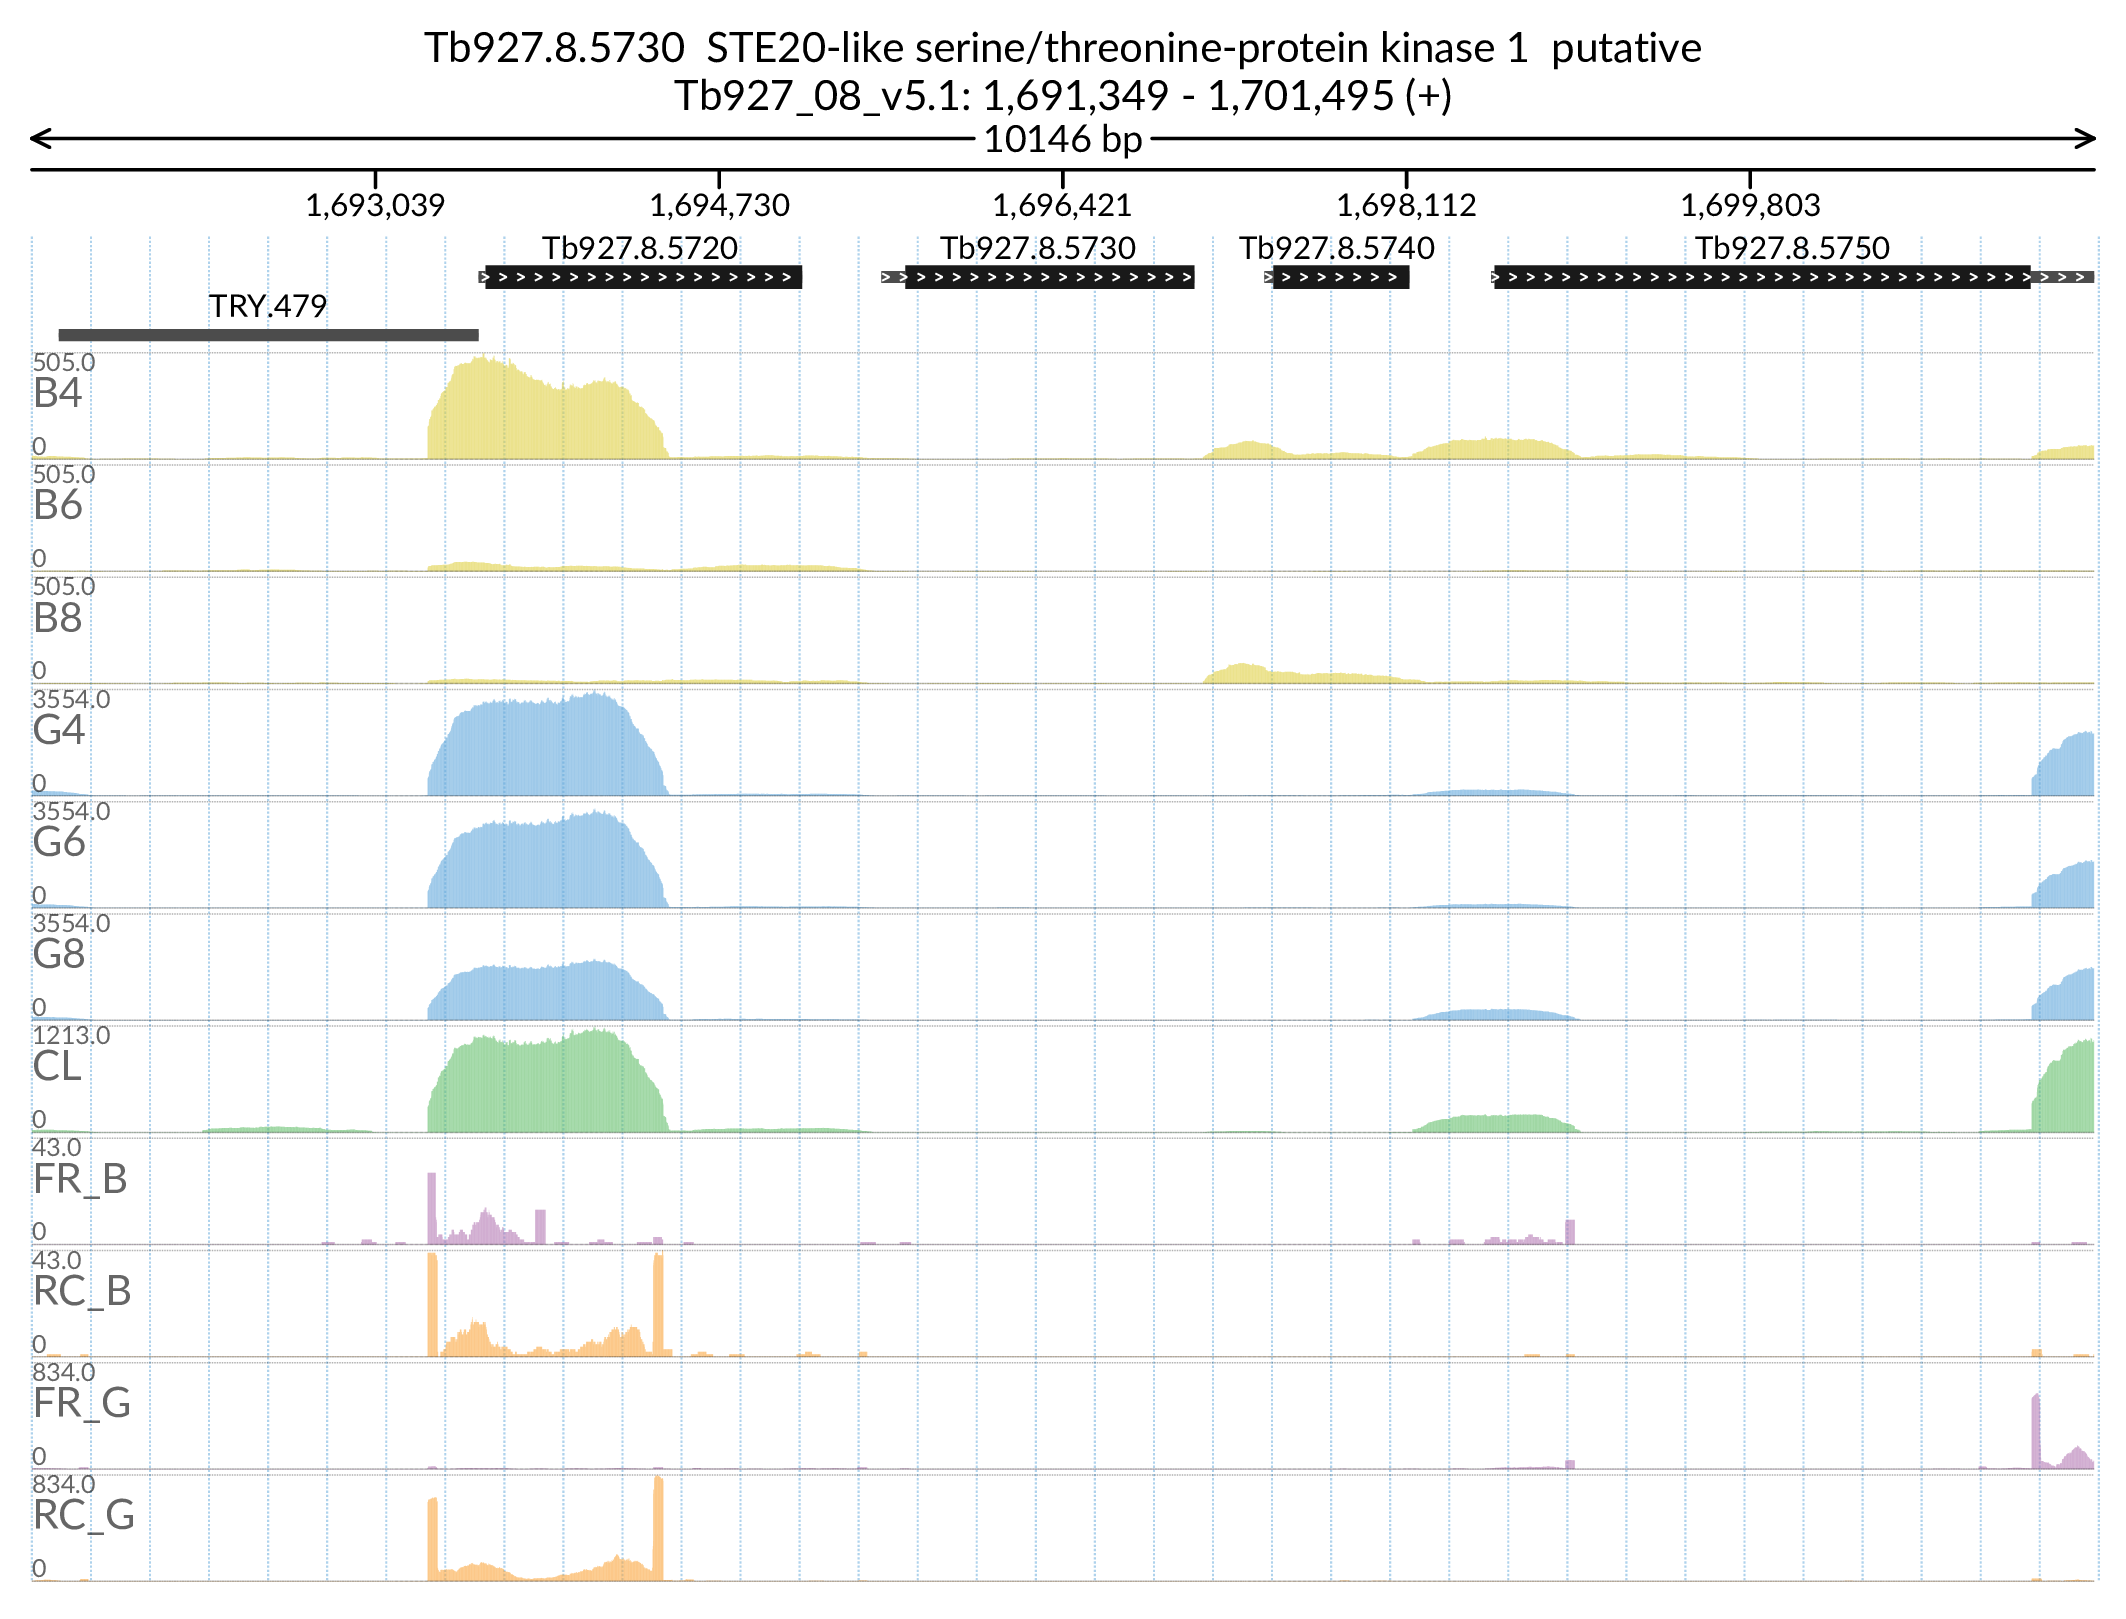 Tb927.8.5730 STE20-like serine/threonine-protein kinase 1 putative
Tb927_08_v5.1: 1,691,349 - 1,701,495 (+)
10146 bp
1,693,039 1,694,730 1,696,421 1,698,112 1,699,803
Tb927.8.5720 Tb927.8.5730 Tb927.8.5740 Tb927.8.5750
TRY.479
505.0
B4
0
505.0
B6
0
505.0
B8
0
3554.0
G4
0
3554.0
G6
0
3554.0
G8
0
1213.0
CL
0
43.0
FR_B
0
43.0
RC_B
0
834.0
FR_G
0
834.0
RC_G
0